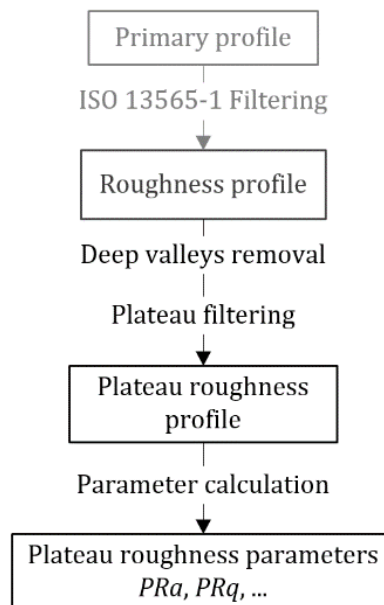 Primary profile
ISO 13565-1 Filtering
Roughness profile
Deep valleys removal
Plateau filtering
Plateau roughness
profile
Parameter calculation
Plateau roughness parameters
PRa, PRq, ...